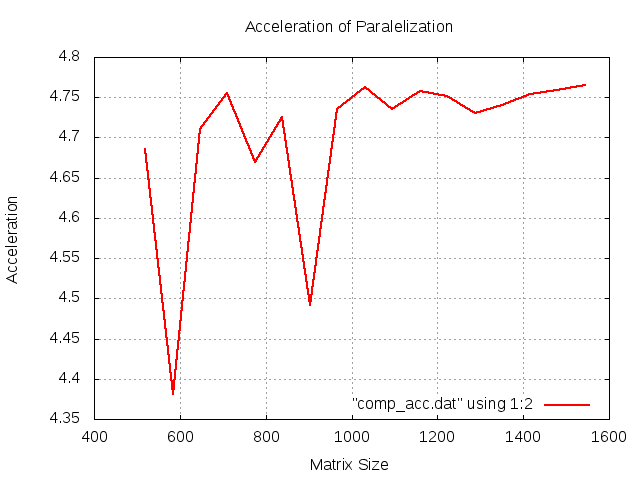 Acceleration of Paralelization
4.8
4.75
4.7
4.65
4.6
4.55
4.5
4.45
4.4
4.35
Acceleration
"comp_acc.dat" using 1:2
400 600 800 1000 1200 1400 1600
Matrix Size